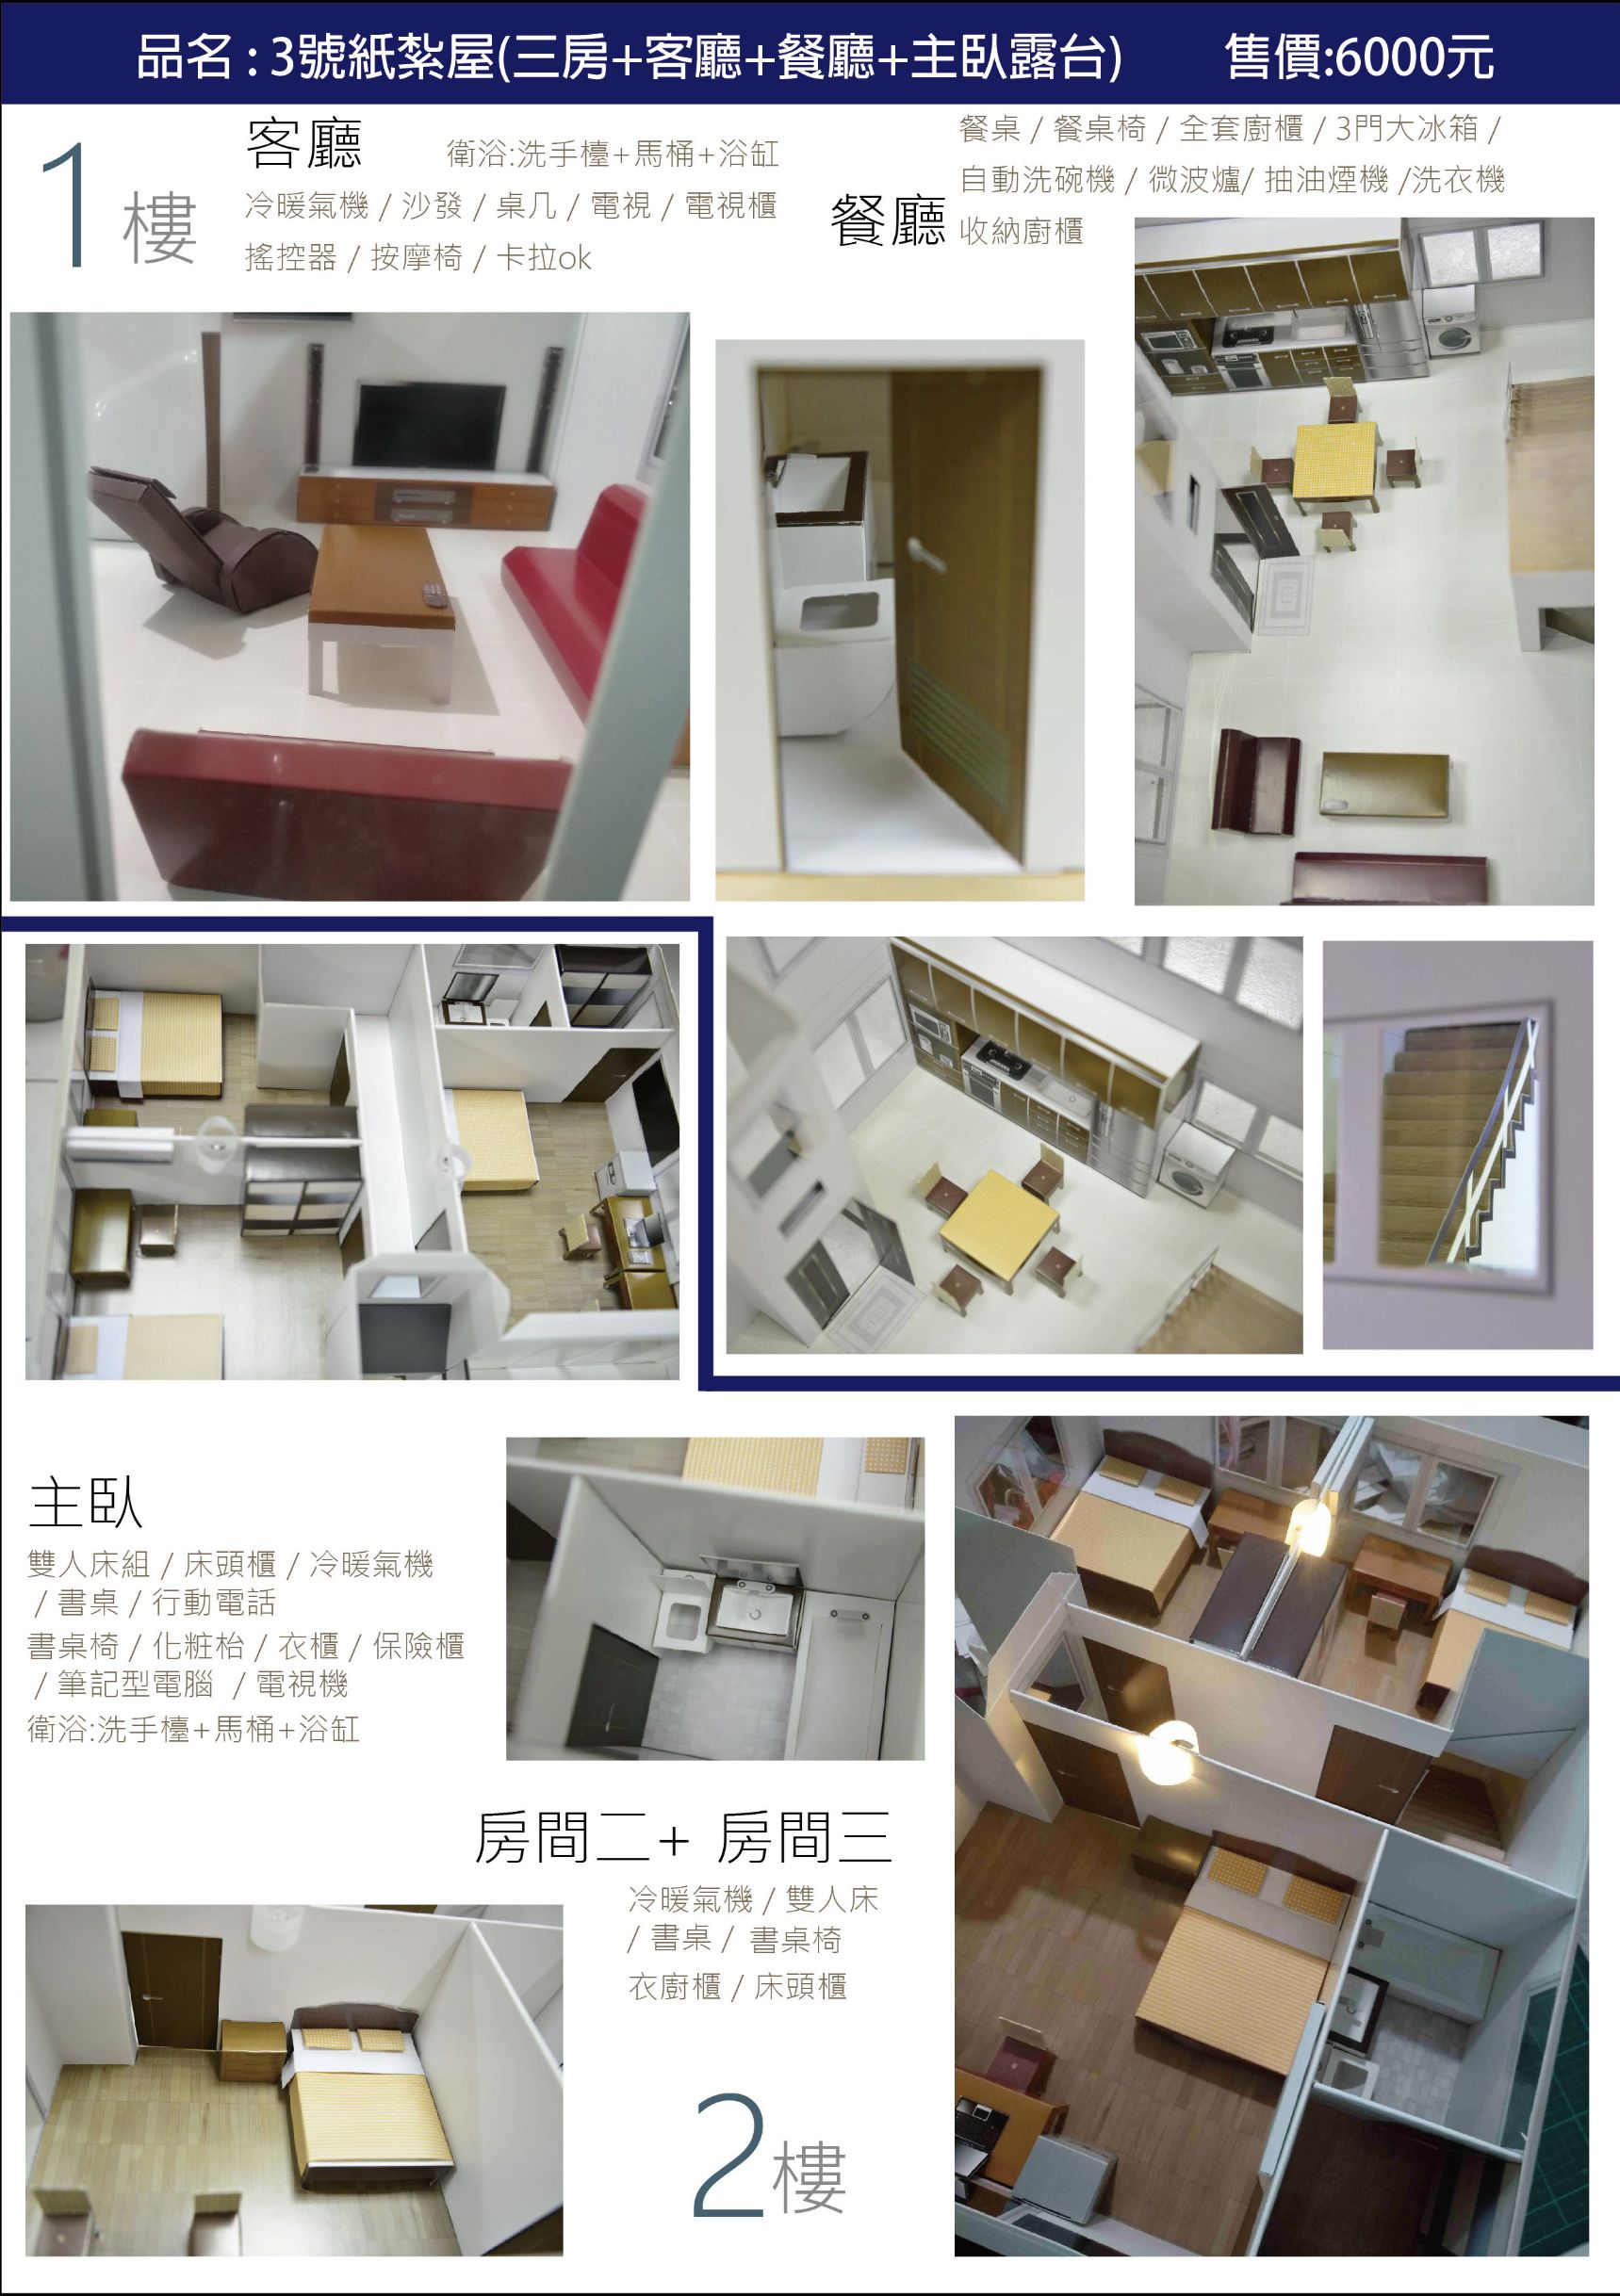 品名 : 3號紙紮屋(三房+客廳+餐廳+主臥露台) 售價:6000元
1樓
客廳 衛浴:洗手檯+馬桶+浴缸
冷暖氣機 / 沙發 / 桌几 / 電視 / 電視櫃
搖控器 / 按摩椅 / 卡拉ok
餐廳
餐桌 / 餐桌椅 / 全套廚櫃 / 3門大冰箱 /
自動洗碗機 / 微波爐/ 抽油煙機 /洗衣機
收納廚櫃
主臥
雙人床組 / 床頭櫃 / 冷暖氣機
/ 書桌 / 行動電話
書桌椅 / 化粧枱 / 衣櫃 / 保險櫃
/ 筆記型電腦 / 電視機
衛浴:洗手檯+馬桶+浴缸
房間二+ 房間三
冷暖氣機 / 雙人床
/ 書桌 / 書桌椅
衣廚櫃 / 床頭櫃
2樓